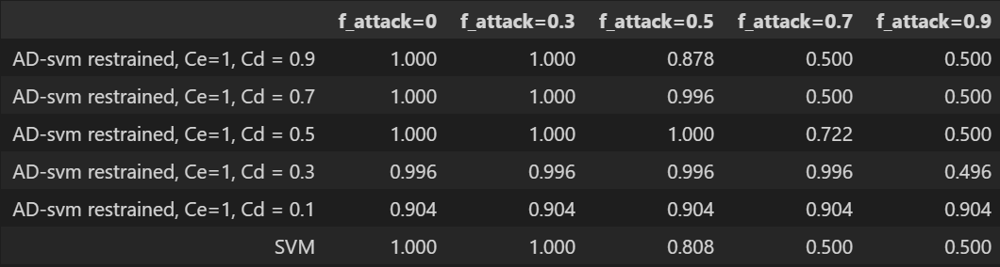 f_attack=0 f_attack=0.3 f_attack=0.5 f_attack=0.7 f_attack=0.9
AD-svm restrained, Ce=1, Cd = 0.9 1.000 1.000 0.878 0.500 0.500
AD-svm restrained, Ce=1, Cd = 0.7 1.000 1.000 0.996 0.500 0.500
AD-svm restrained, Ce=1, Cd = 0.5 1.000 1.000 1.000 0.722 0.500
AD-svm restrained, Ce=1, Cd = 0.3 0.996 0.996 0.996 0.996 0.496
AD-svm restrained, Ce=1, Cd = 0.1 0.904 0.904 0.904 0.904 0.904
SVM 1.000 1.000 0.808 0.500 0.500